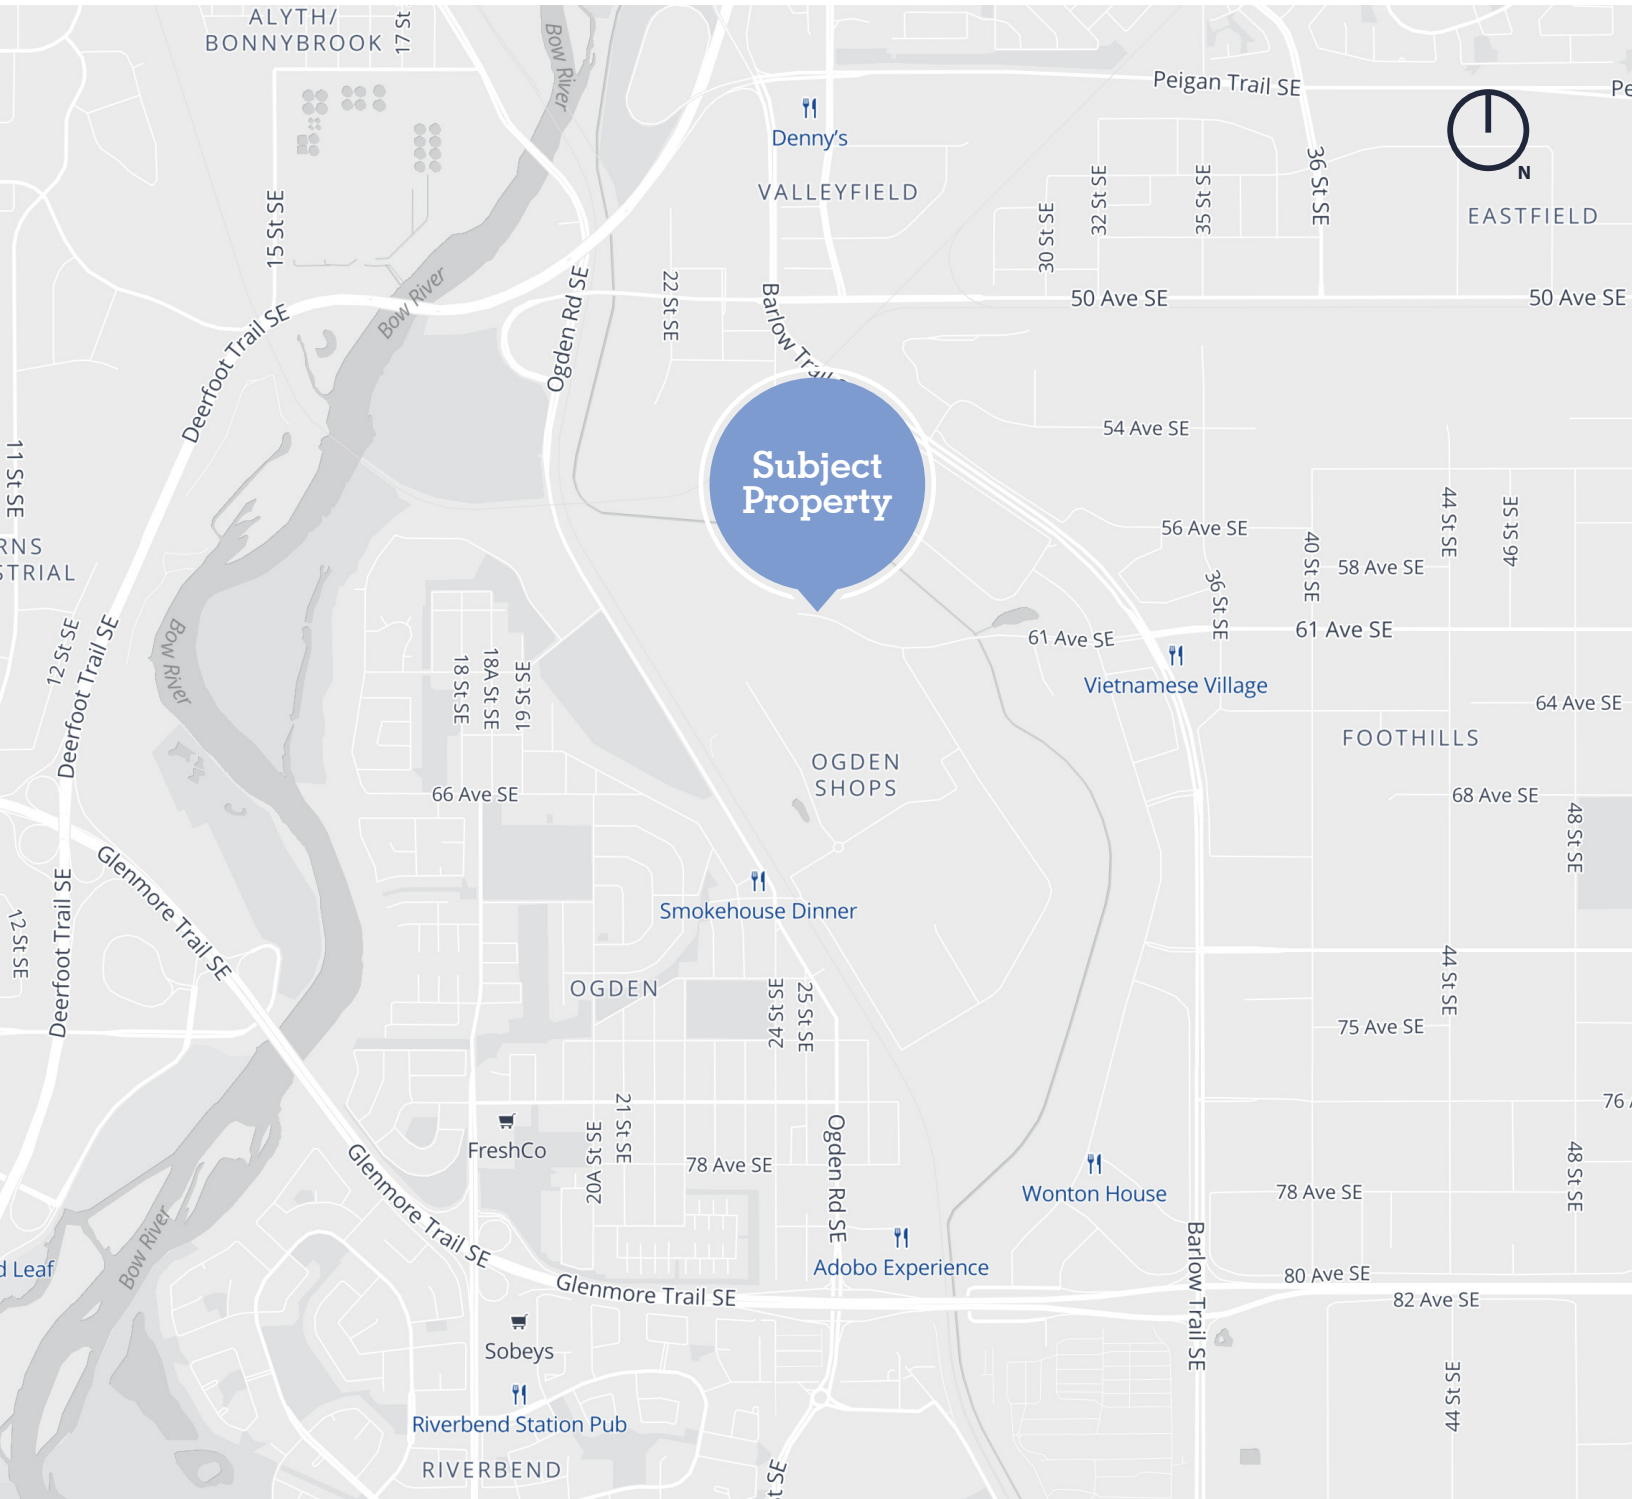 ALYTH/
BONNYBROOK
17 St
Bow River
Peigan Trail SE
Pe
Denny's
VALLEYFIELD
N
15 St SE
30 St SE
32 St SE
35 St SE
36 St SE
EASTFIELD
Bow River
Ogden Rd SE
22 St SE
Barlow Trail S
50 Ave SE
50 Ave SE
Deerfoot Trail SE
54 Ave SE
Subject
Property
11 St SE
44 St SE
46 St SE
56 Ave SE
RNS
STRIAL
40 St SE
58 Ave SE
36 St SE
12 St SE
Deerfoot Trail SE
Bow River
18 St SE
18A St SE
19 St SE
61 Ave SE
61 Ave SE
Vietnamese Village
64 Ave SE
FOOTHILLS
OGDEN
SHOPS
66 Ave SE
68 Ave SE
48 St SE
Glenmore Trail SE
Deerfoot Trail SE
12 St SE
Smokehouse Dinner
OGDEN
24 St SE
25 St SE
44 St SE
75 Ave SE
76 A
FreshCo
20A St SE
21 St SE
78 Ave SE
Ogden Rd SE
Wonton House
78 Ave SE
48 St SE
Glenmore Trail SE
Bow River
d Leaf
Adobo Experience
Barlow Trail SE
80 Ave SE
Glenmore Trail SE
82 Ave SE
Sobeys
44 St SE
Riverbend Station Pub
RIVERBEND
t SE